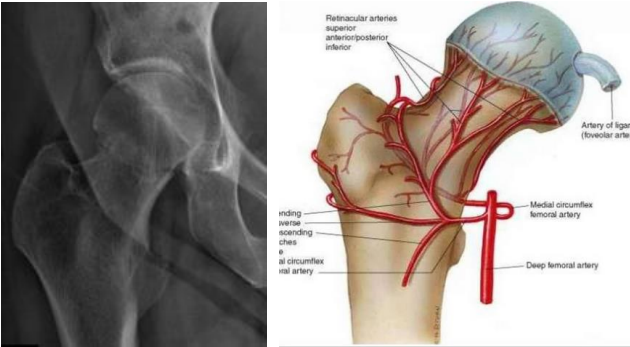 Retinacular arteries
superior
anterior/posterior
inferior
Artery of ligar
(foveolar arte
ending
verse
scending
ches
e
al circumflex
ral artery
Medial circumflex
femoral artery
Deep femoral artery